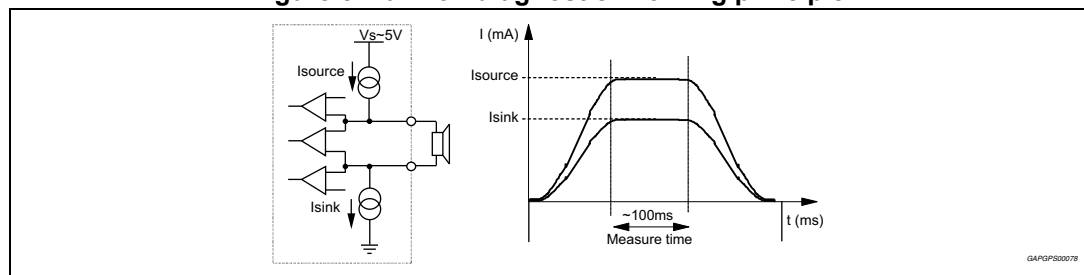 Vs~5V
Isource
Isink
I (mA)
Isource
Isink
~100ms
Measure time
t (ms)
GAPGPS00078